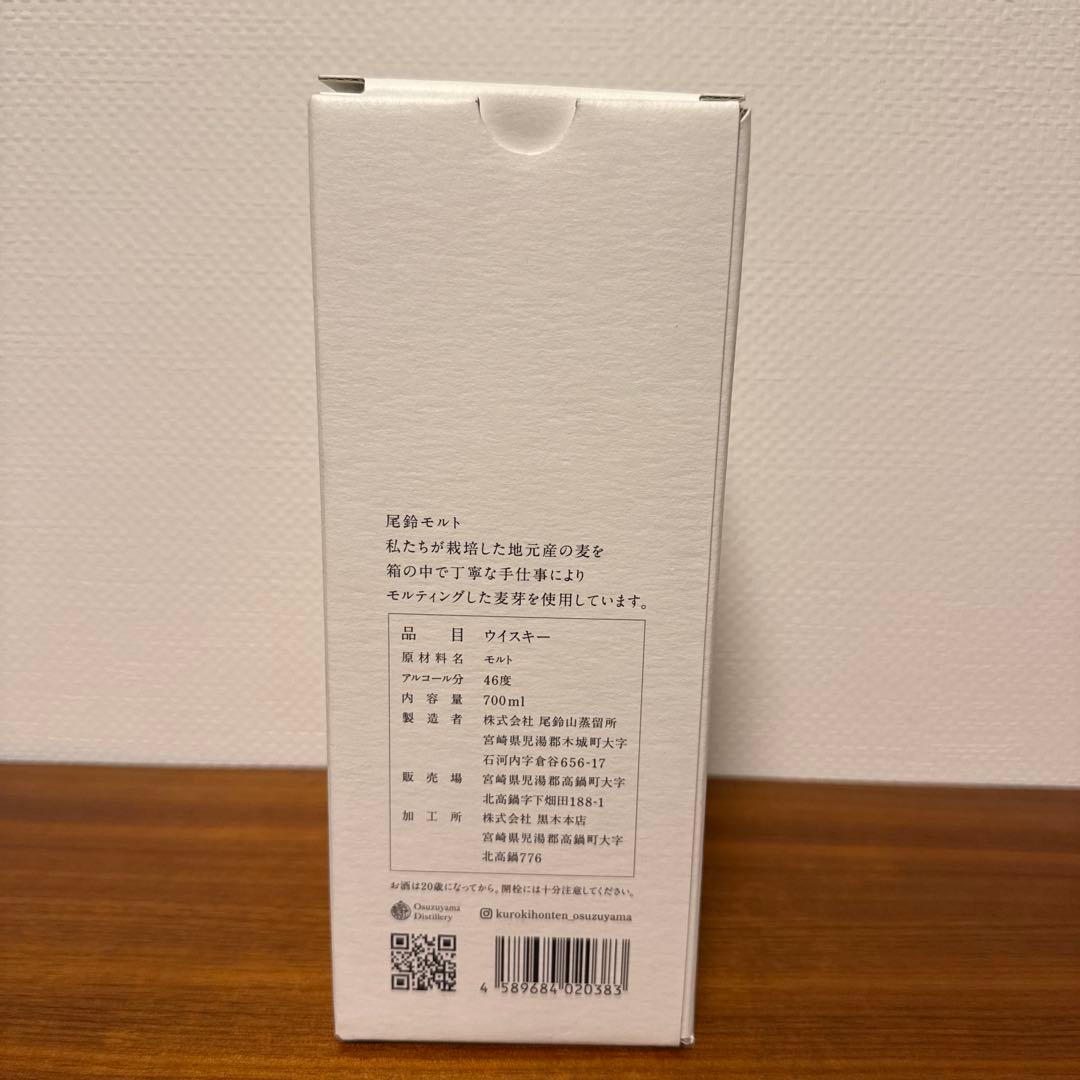 尾鈴モルト
私たちが栽培した地元産の麦を
箱の中で丁寧な手仕事により
モルティングした麦芽を使用しています。
品目 ウイスキー
原材料名 モルト
アルコール分 46度
内容量 700ml
製造者 株式会社 尾鈴山蒸留所
宮崎県児湯郡木城町大字
石河内字倉谷656-17
販売場 宮崎県児湯郡高鍋町大字
北高鍋字下畑田188-1
加工所 株式会社 黒木本店
宮崎県児湯郡高鍋町大字
北高鍋776
お酒は20歳になってから。開栓には十分注意してください。
Osuzuyama
Distillery
kurokihonten_osuzuyama
4 589684 020383